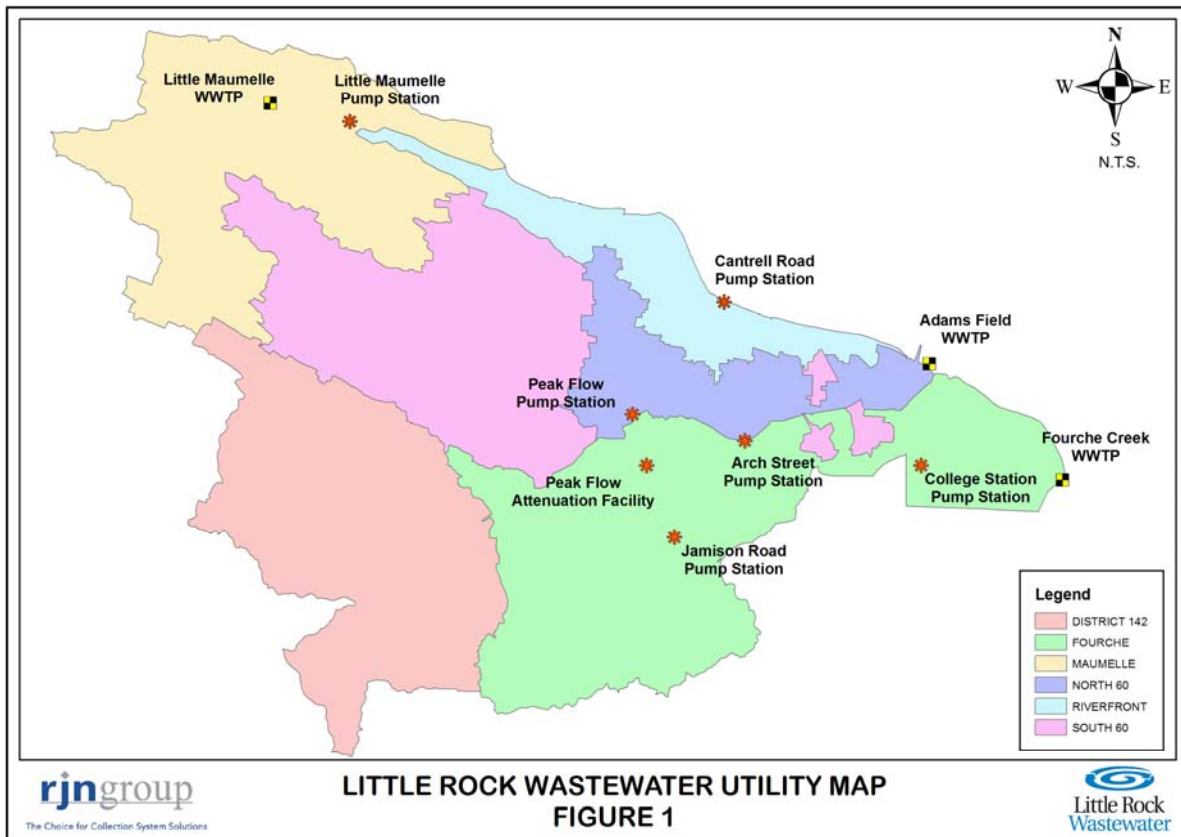 Little Maumelle
WWTP
Little Maumelle
Pump Station
N
W
E
S
N.T.S.
Cantrell Road
Pump Station
Adams Field
WWTP
Peak Flow
Pump Station
Fourche Creek
WWTP
Arch Street
Pump Station
Peak Flow
Attenuation Facility
College Station
Pump Station
Jamison Road
Pump Station
Legend
DISTRICT 142
FOURCHE
MAUMELLE
NORTH 60
RIVERFRONT
SOUTH 60
rjngroup
The Choice for Collection System Solutions
LITTLE ROCK WASTEWATER UTILITY MAP
FIGURE 1
Little Rock
Wastewater